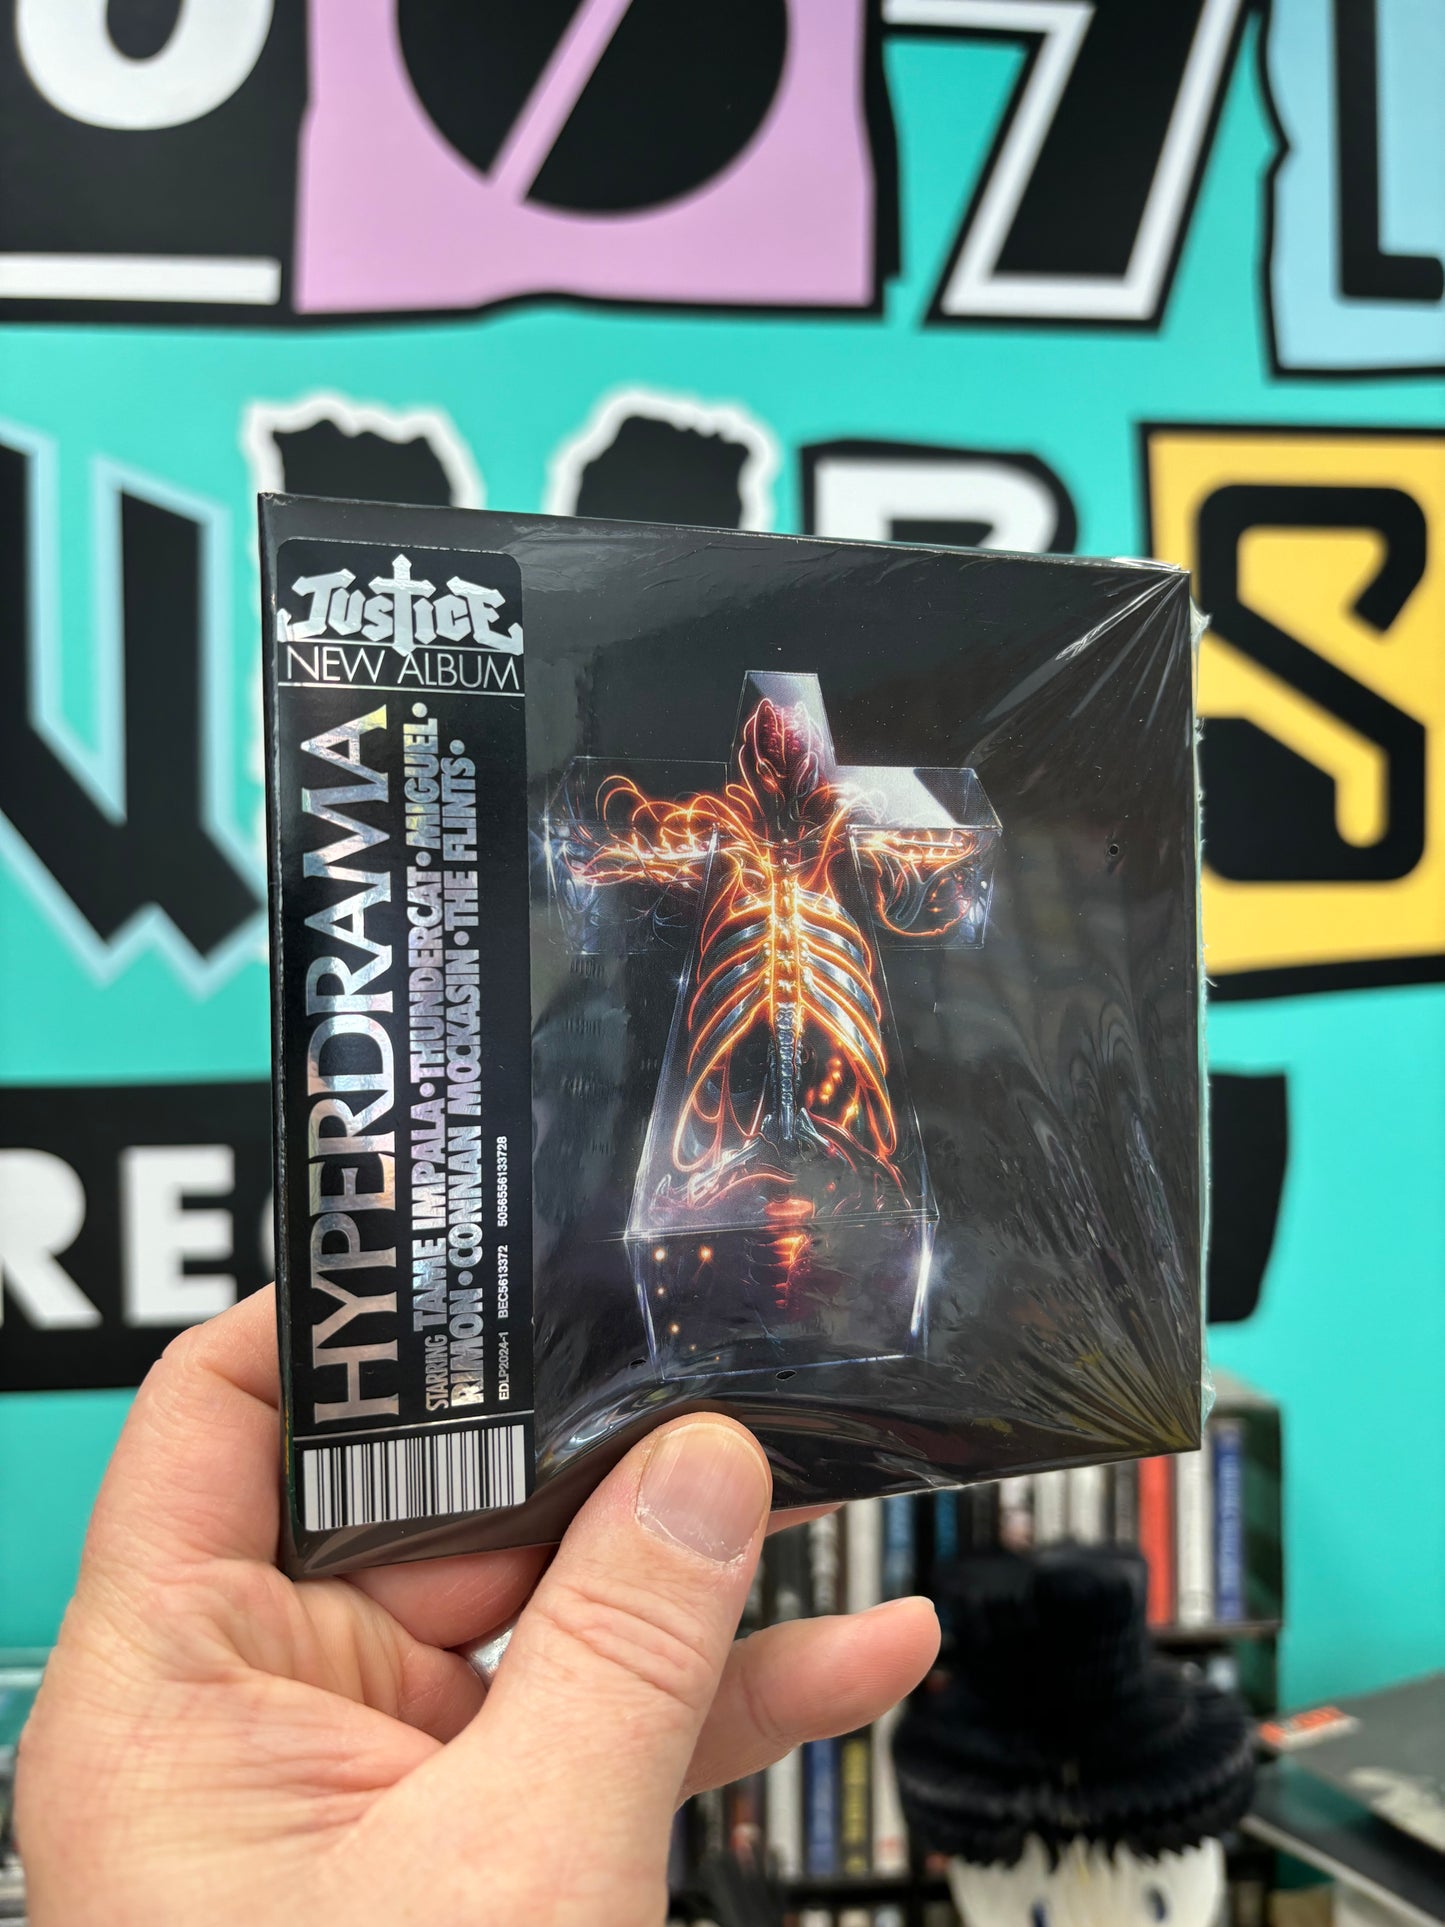 JUSTICE
NEW ALBUM
HYPERDRAMA
STARRING TAME IMPALA • THUNDERCAT • MIGUEL •
RIMON • CONNAN MOCKASIN • THE FLINTS •
EDLP2024-1 BEC5613372 5056556133728
S